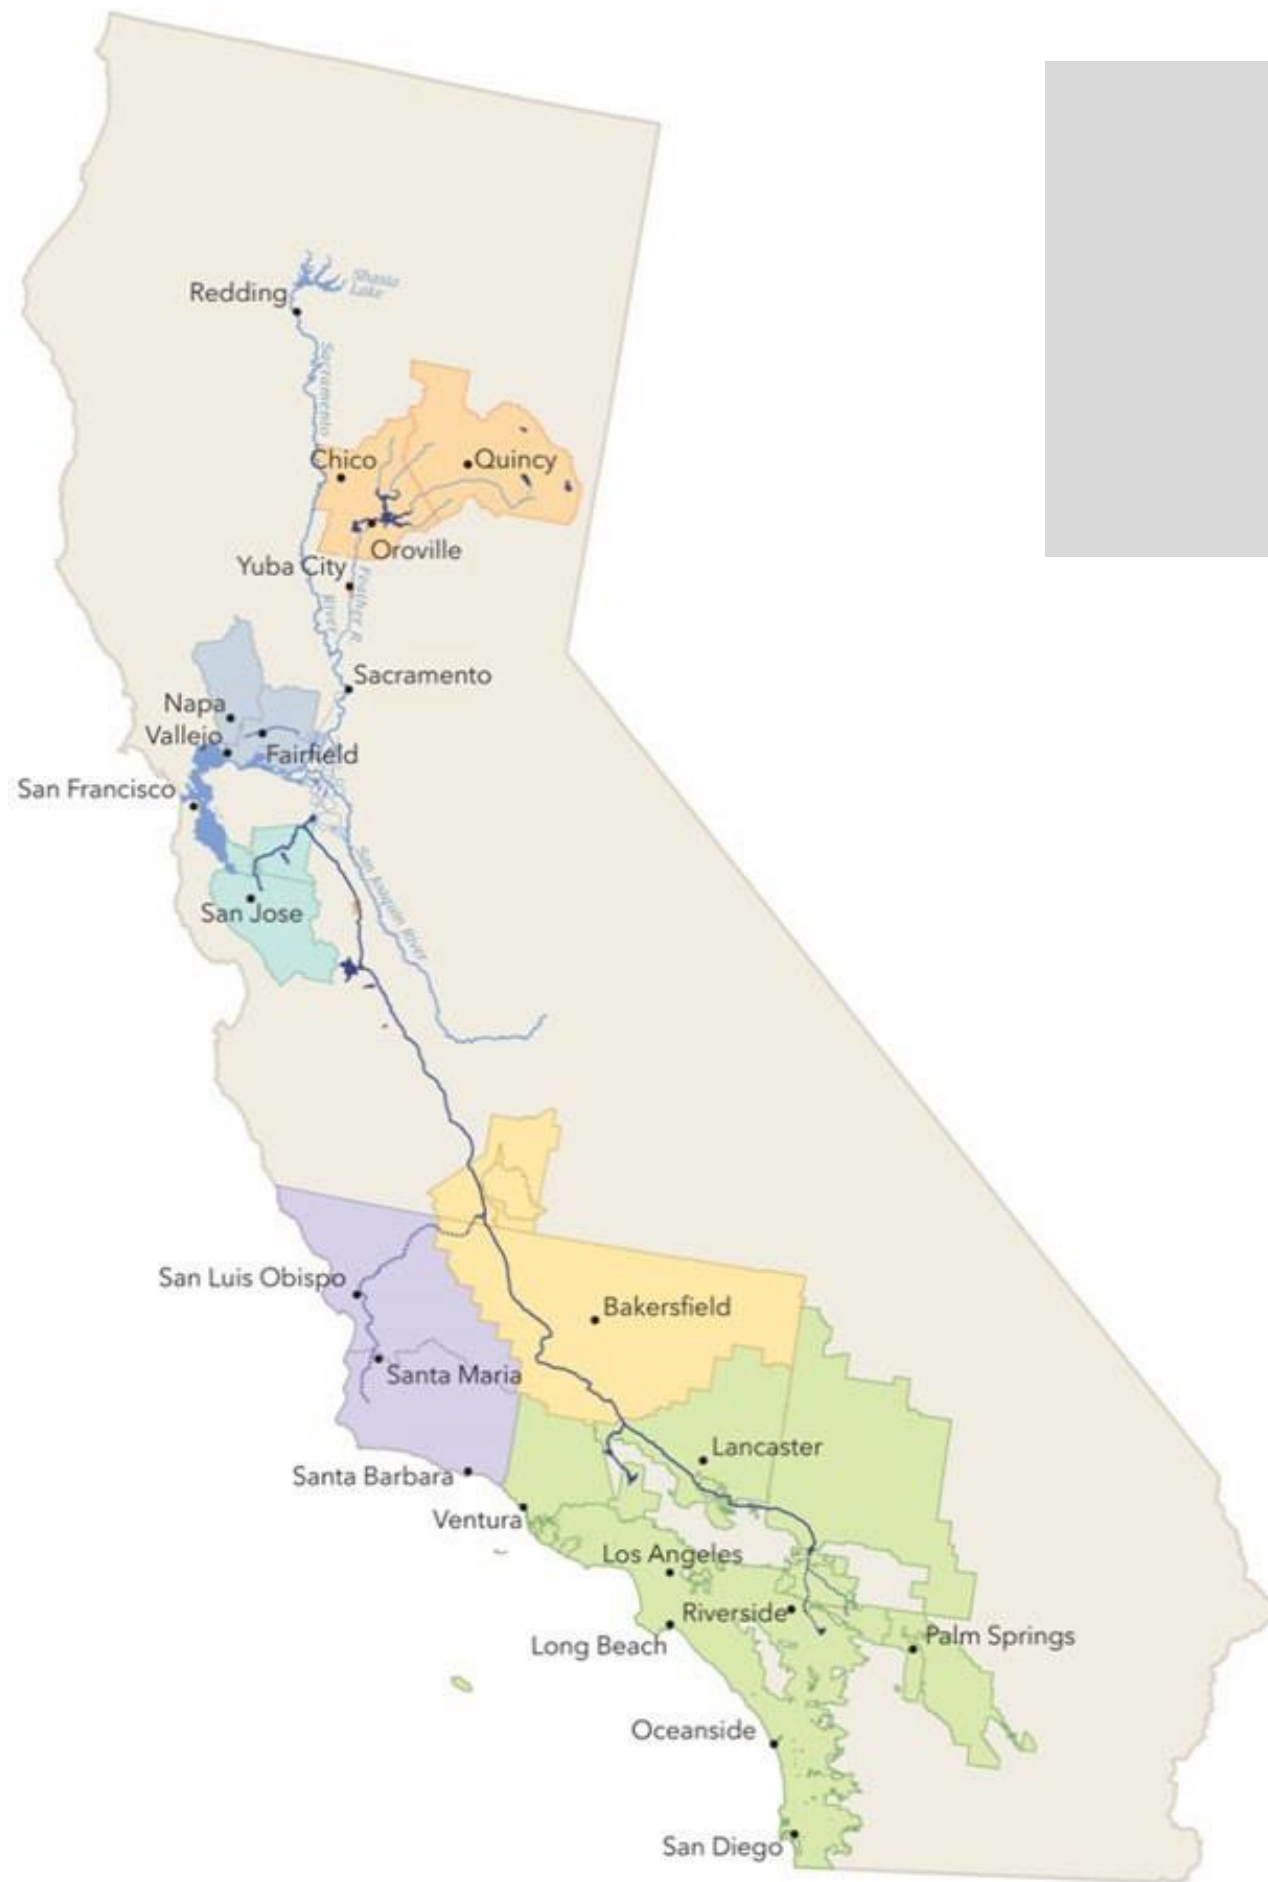 Shasta
Lake
Redding
Sacramento
Chico
Quincy
Oroville
Yuba City
Feather R.
River
Sacramento
Napa
Vallejo
Fairfield
San Francisco
San Joaquin River
San Jose
San Luis Obispo
Bakersfield
Santa Maria
Lancaster
Santa Barbara
Ventura
Los Angeles
Riverside
Long Beach
Palm Springs
Oceanside
San Diego